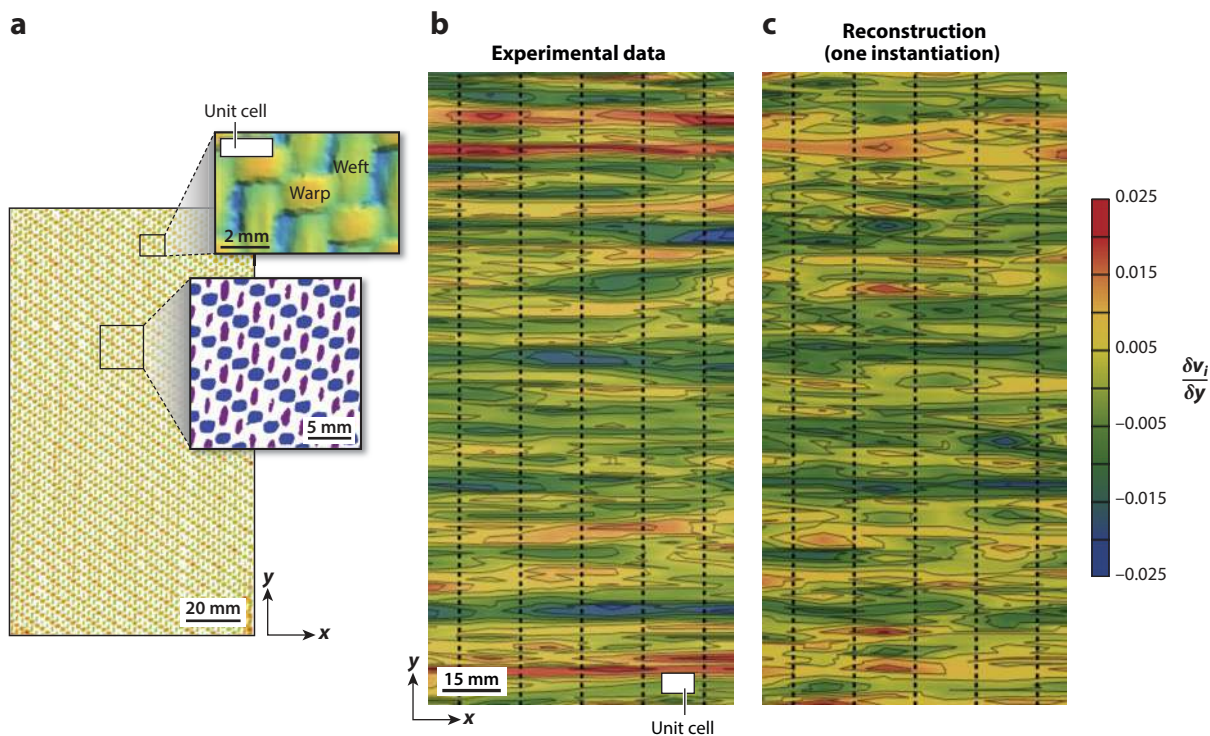 a
Unit cell
Weft
Warp
2 mm
5 mm
20 mm
y
x
b
Experimental data
15 mm
y
x
Unit cell
c
Reconstruction
(one instantiation)
0.025
0.015
0.005
−0.005
−0.015
−0.025
δvi
δy